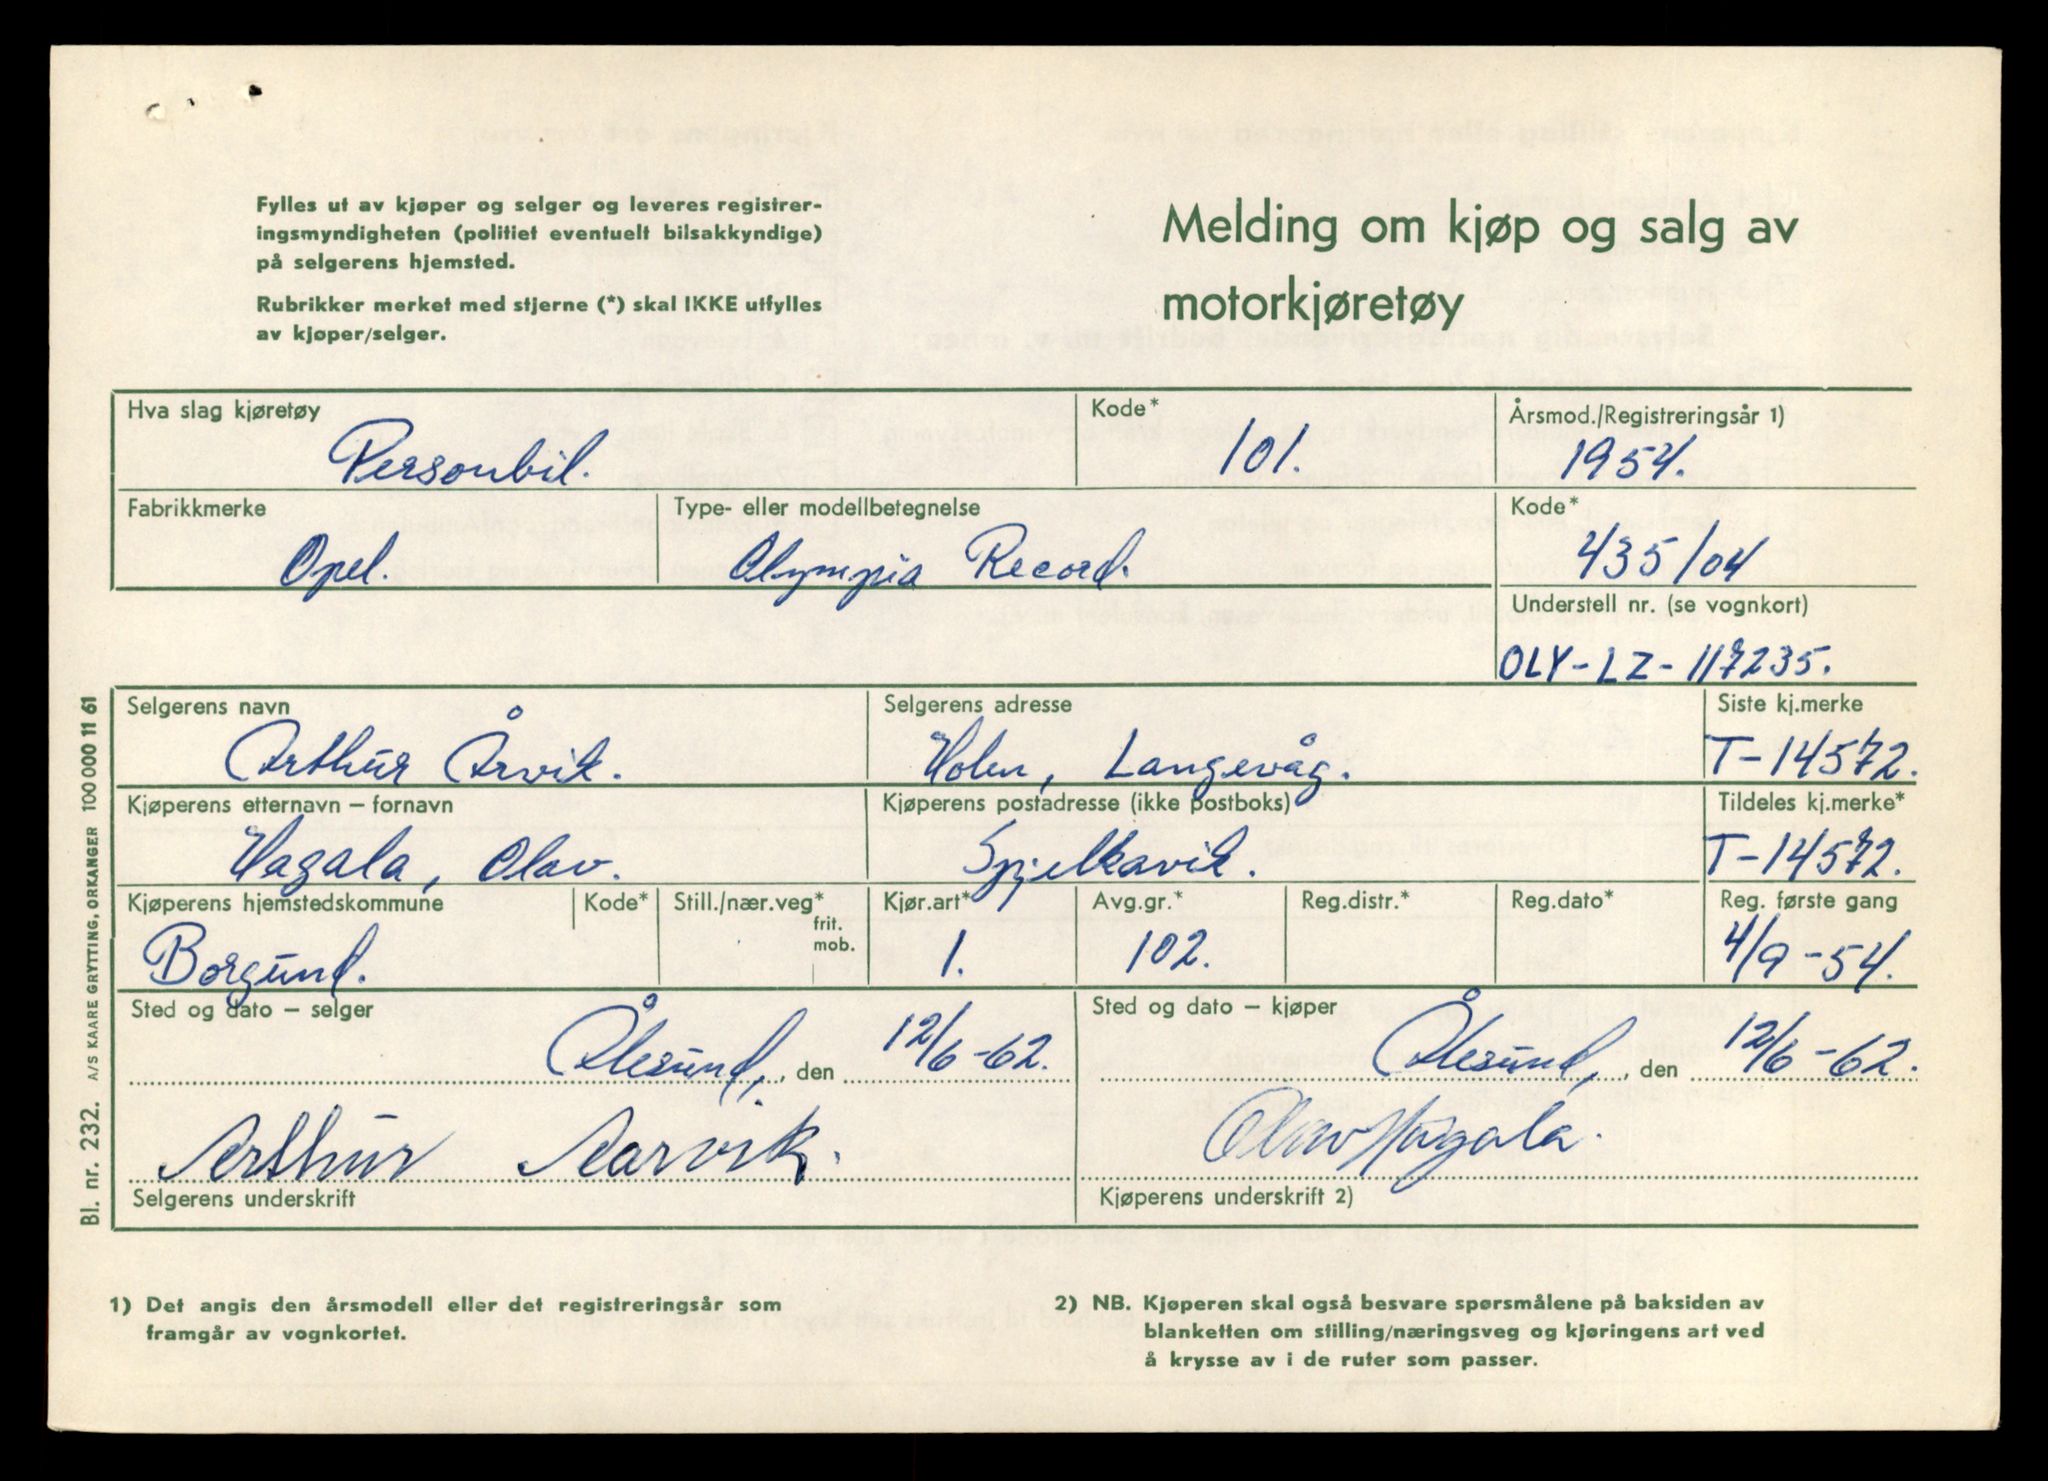 Fylles ut av kjøper og selger og leveres registrer-
ingsmyndigheten (politiet eventuelt bilsakkyndige)
på selgerens hjemsted.
Rubrikker merket med stjerne (*) skal IKKE utfylles
av kjøper/selger.
Melding om kjøp og salg av
motorkjøretøy
Hva slag kjøretøy Kode* Årsmod./Registreringsår 1)
Personbil. 101. 1954.
Fabrikkmerke Type- eller modellbetegnelse Kode*
Opel. Olympia Record. 435/04
Understell nr. (se vognkort)
OLY-LZ-117235.
Selgerens navn Selgerens adresse Siste kj.merke
Arthur Årvik. Holen, Langevåg. T-14572.
Kjøperens etternavn – fornavn Kjøperens postadresse (ikke postboks) Tildeles kj.merke*
Hagala, Olav. Spjelkavik. T-14572.
Kjøperens hjemstedskommune Kode* Still./nær.veg* frit. mob. Kjør.art* Avg.gr.* Reg.distr.* Reg.dato* Reg. første gang
Borgund. 1. 102. 4/9-54.
Sted og dato – selger Sted og dato – kjøper
Ålesund, den 12/6-62. Ålesund, den 12/6-62.
Arthur Aarvik. Olav Hagala.
Selgerens underskrift Kjøperens underskrift 2)
1) Det angis den årsmodell eller det registreringsår som
framgår av vognkortet.
2) NB. Kjøperen skal også besvare spørsmålene på baksiden av
blanketten om stilling/næringsveg og kjøringens art ved
å krysse av i de ruter som passer.
Bl. nr. 232. A/S KAARE GRYTTING, ORKANGER 100 000 11 61